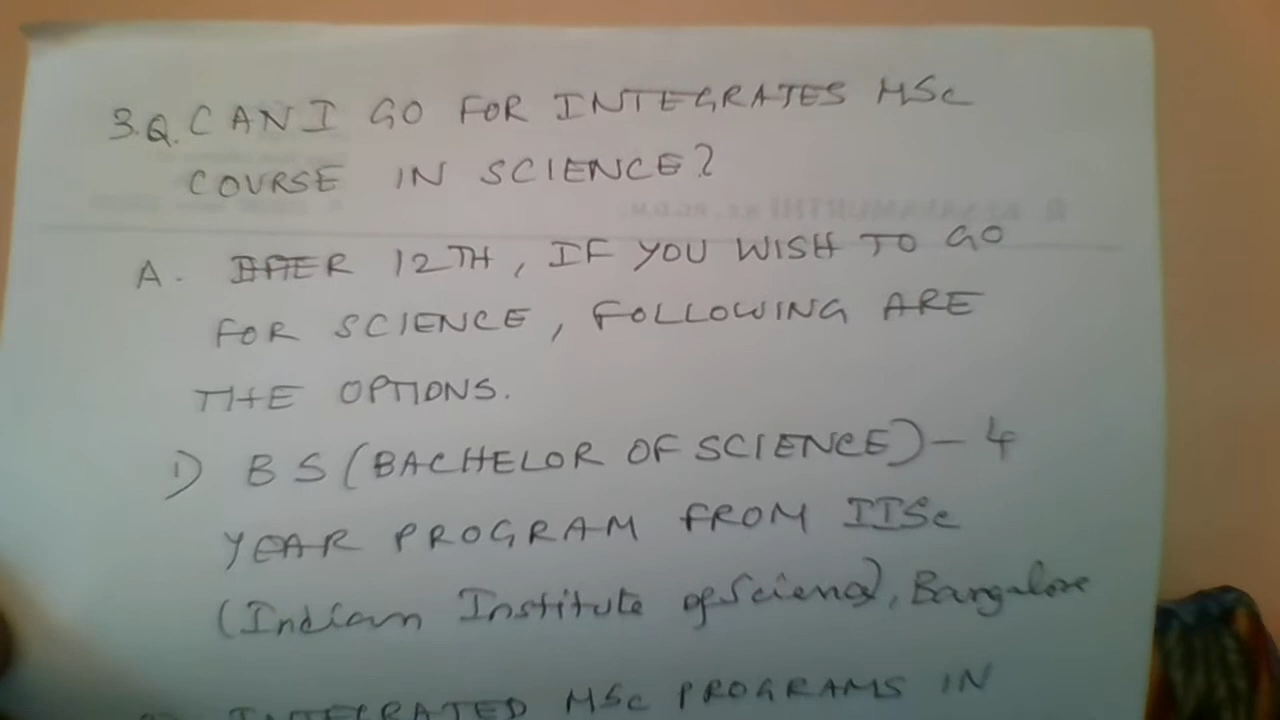 3.Q. CAN I GO FOR INTEGRATES MSc
COURSE IN SCIENCE?
A. AFTER 12TH, IF YOU WISH TO GO
FOR SCIENCE, FOLLOWING ARE
THE OPTIONS.
1) BS (BACHELOR OF SCIENCE) - 4
YEAR PROGRAM FROM IISc
(Indian Institute of Science), Bangalore
INTEGRATED MSc PROGRAMS IN